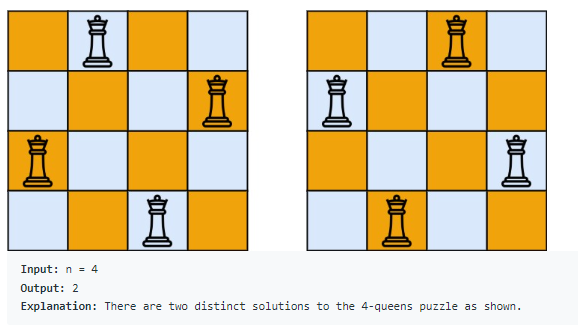 Input: n = 4
Output: 2
Explanation: There are two distinct solutions to the 4-queens puzzle as shown.